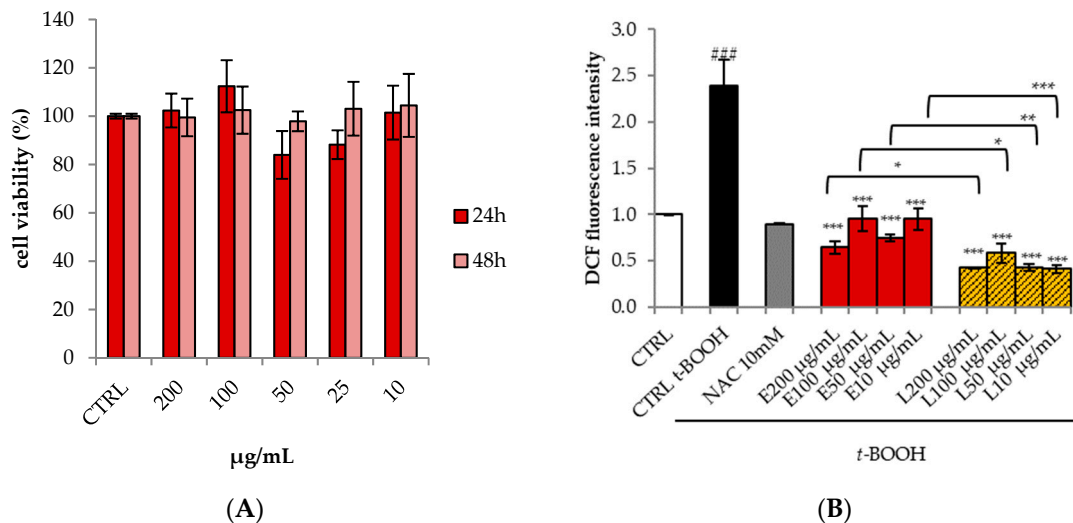 140
120
100
80
60
40
20
0
cell viability (%)
CTRL
200
100
50
25
10
µg/mL
24h
48h
(A)
B
3.0
2.5
2.0
1.5
1.0
0.5
0.0
DCF fluorescence intensity
###
***
**
*
*
*** *** *** ***
*** *** *** ***
CTRL
CTRL t-BOOH
NAC 10mM
E200 µg/mL
E100 µg/mL
E50 µg/mL
E10 µg/mL
L200 µg/mL
L100 µg/mL
L50 µg/mL
L10 µg/mL
t-BOOH
(B)